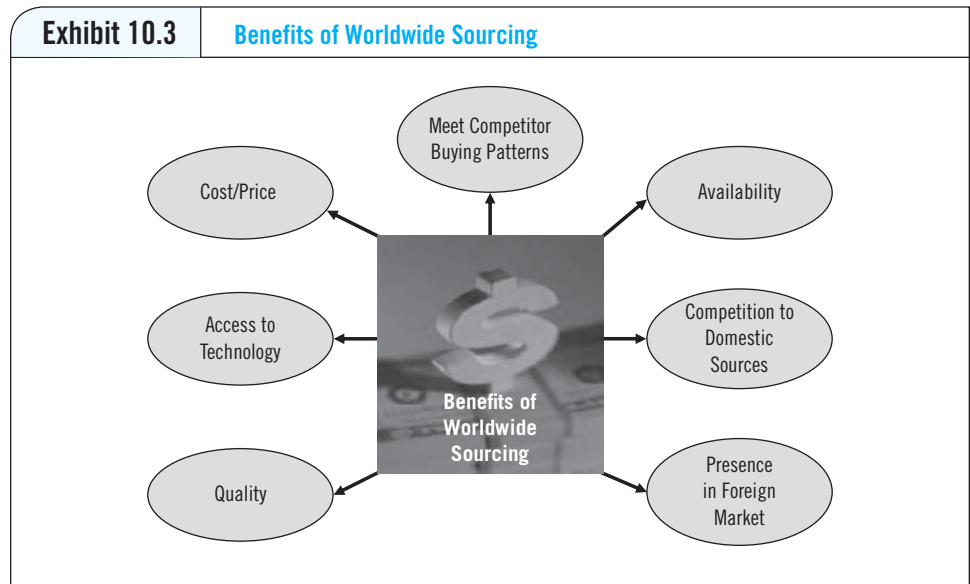 Exhibit 10.3
Benefits of Worldwide Sourcing
Meet Competitor
Buying Patterns
Cost/Price
Availability
Access to
Technology
Competition to
Domestic
Sources
Benefits of
Worldwide
Sourcing
Quality
Presence
in Foreign
Market